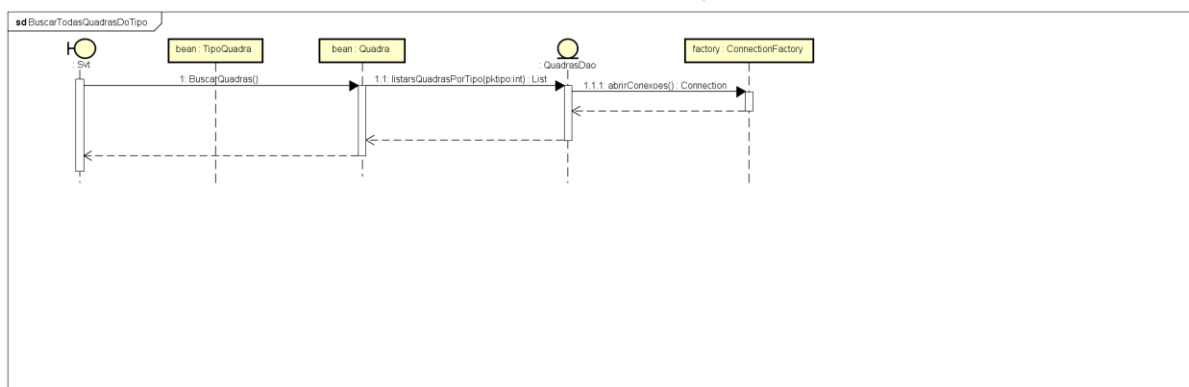 sd BuscarTodasQuadrasDoTipo
bean : TipoQuadra
bean : Quadra
factory : ConnectionFactory
: Svt
: QuadrasDao
1: BuscarQuadras()
1.1: listarsQuadrasPorTipo(pktipo:int) : List
1.1.1: abrirConexoes() : Connection